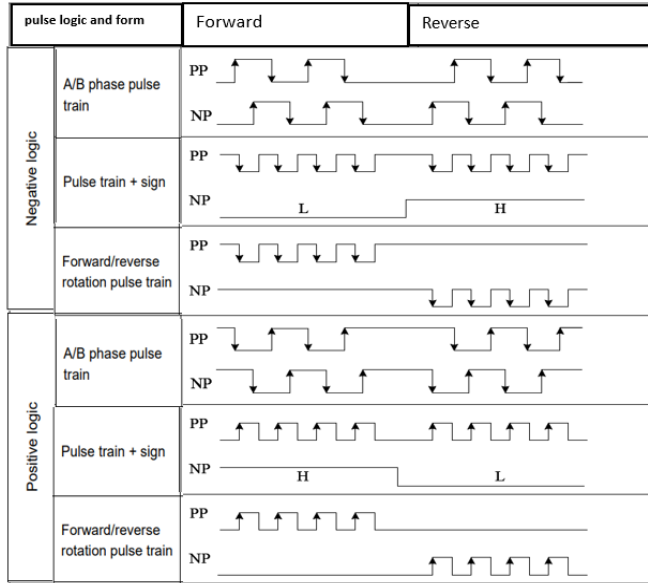 pulse logic and form
Forward
Reverse
Negative logic
A/B phase pulse
train
PP
NP
Pulse train + sign
PP
NP
L
H
Forward/reverse
rotation pulse train
PP
NP
Positive logic
A/B phase pulse
train
PP
NP
Pulse train + sign
PP
NP
H
L
Forward/reverse
rotation pulse train
PP
NP